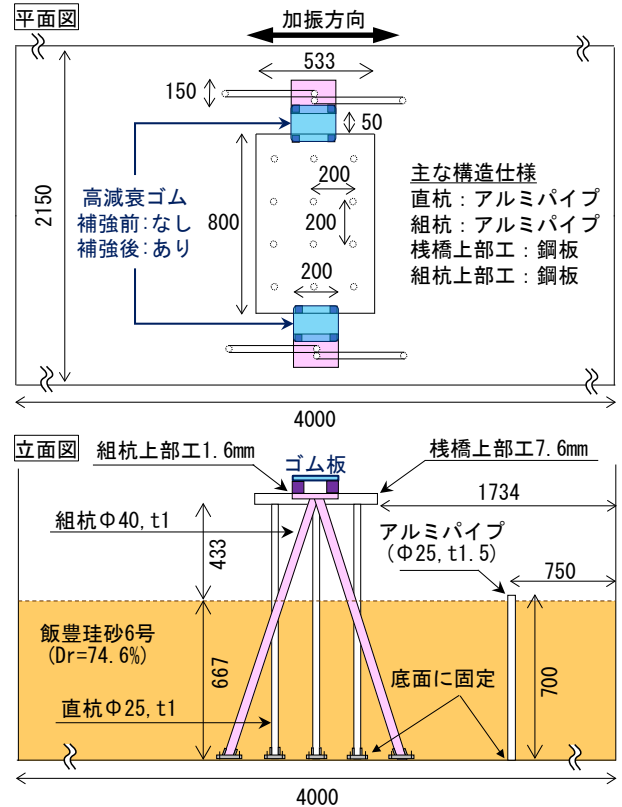 平面図
加振方向
533
150
50
高減衰ゴム
補強前:なし
補強後:あり
200
200
200
800
2150
主な構造仕様
直杭：アルミパイプ
組杭：アルミパイプ
桟橋上部工：鋼板
組杭上部工：鋼板
4000
立面図
組杭上部工1.6mm
ゴム板
桟橋上部工7.6mm
1734
組杭Φ40,t1
アルミパイプ
(Φ25,t1.5)
750
433
飯豊珪砂6号
(Dr=74.6%)
667
700
底面に固定
直杭Φ25,t1
4000